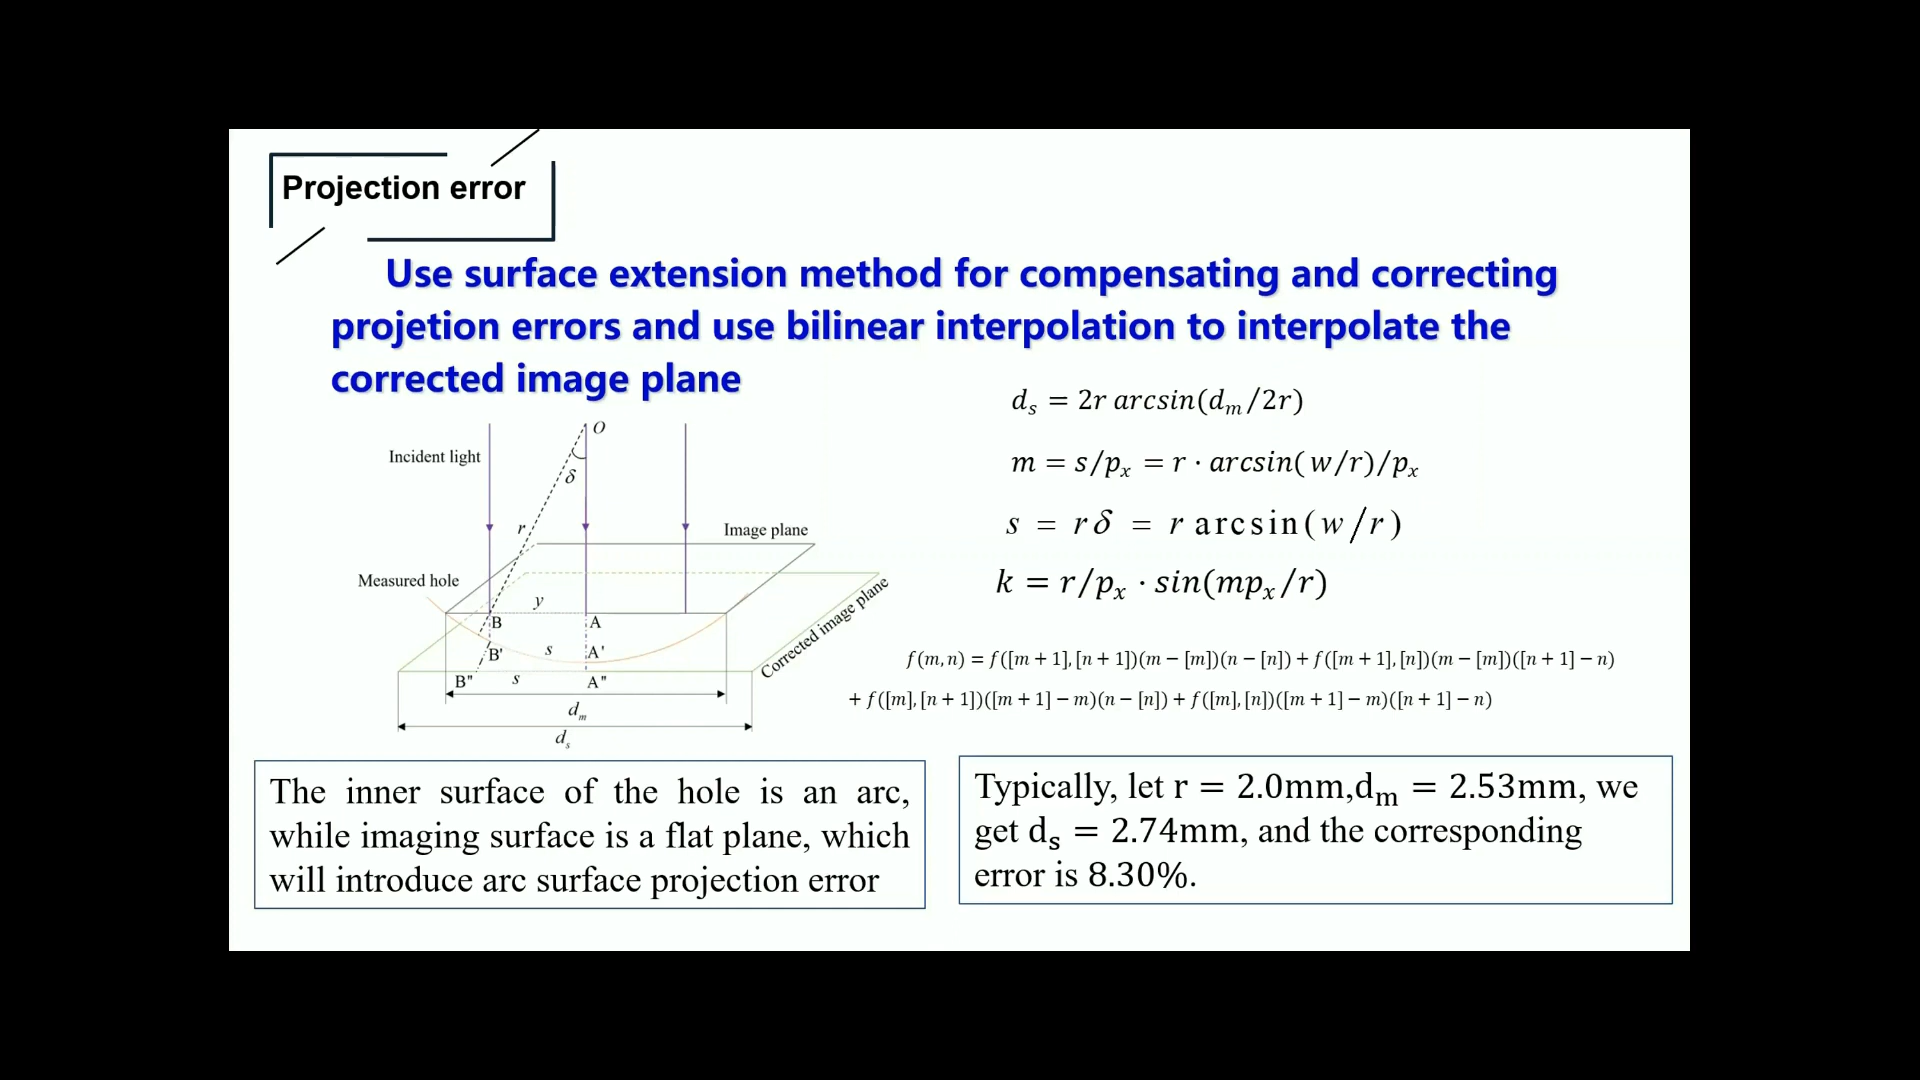 Projection error
Use surface extension method for compensating and correcting
projetion errors and use bilinear interpolation to interpolate the
corrected image plane
d_s = 2r arcsin(d_m/2r)
m = s/p_x = r · arcsin(w/r)/p_x
s = rδ = r arcsin(w/r)
k = r/p_x · sin(mp_x/r)
f(m,n) = f([m + 1],[n + 1])(m − [m])(n − [n]) + f([m + 1],[n])(m − [m])([n + 1] − n)
+ f([m],[n + 1])([m + 1] − m)(n − [n]) + f([m],[n])([m + 1] − m)([n + 1] − n)
O
Incident light
δ
r
Image plane
Measured hole
y
B
A
Corrected image plane
B'
s
A'
B"
s
A"
d_m
d_s
The inner surface of the hole is an arc,
while imaging surface is a flat plane, which
will introduce arc surface projection error
Typically, let r = 2.0mm,d_m = 2.53mm, we
get d_s = 2.74mm, and the corresponding
error is 8.30%.